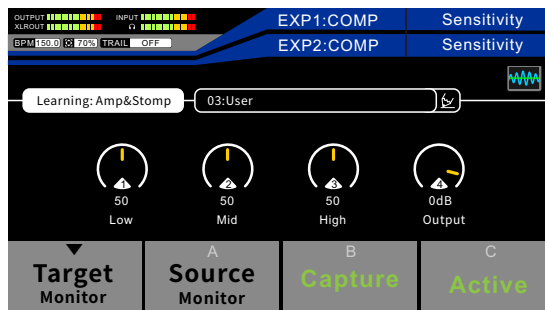 OUTPUT INPUT
XLROUT
BPM 150.0 70% TRAIL OFF
EXP1:COMP Sensitivity
EXP2:COMP Sensitivity
Learning: Amp&Stomp 03:User
1 2 3 4
50 50 50 0dB
Low Mid High Output
A B C
Target Source Capture Active
Monitor Monitor